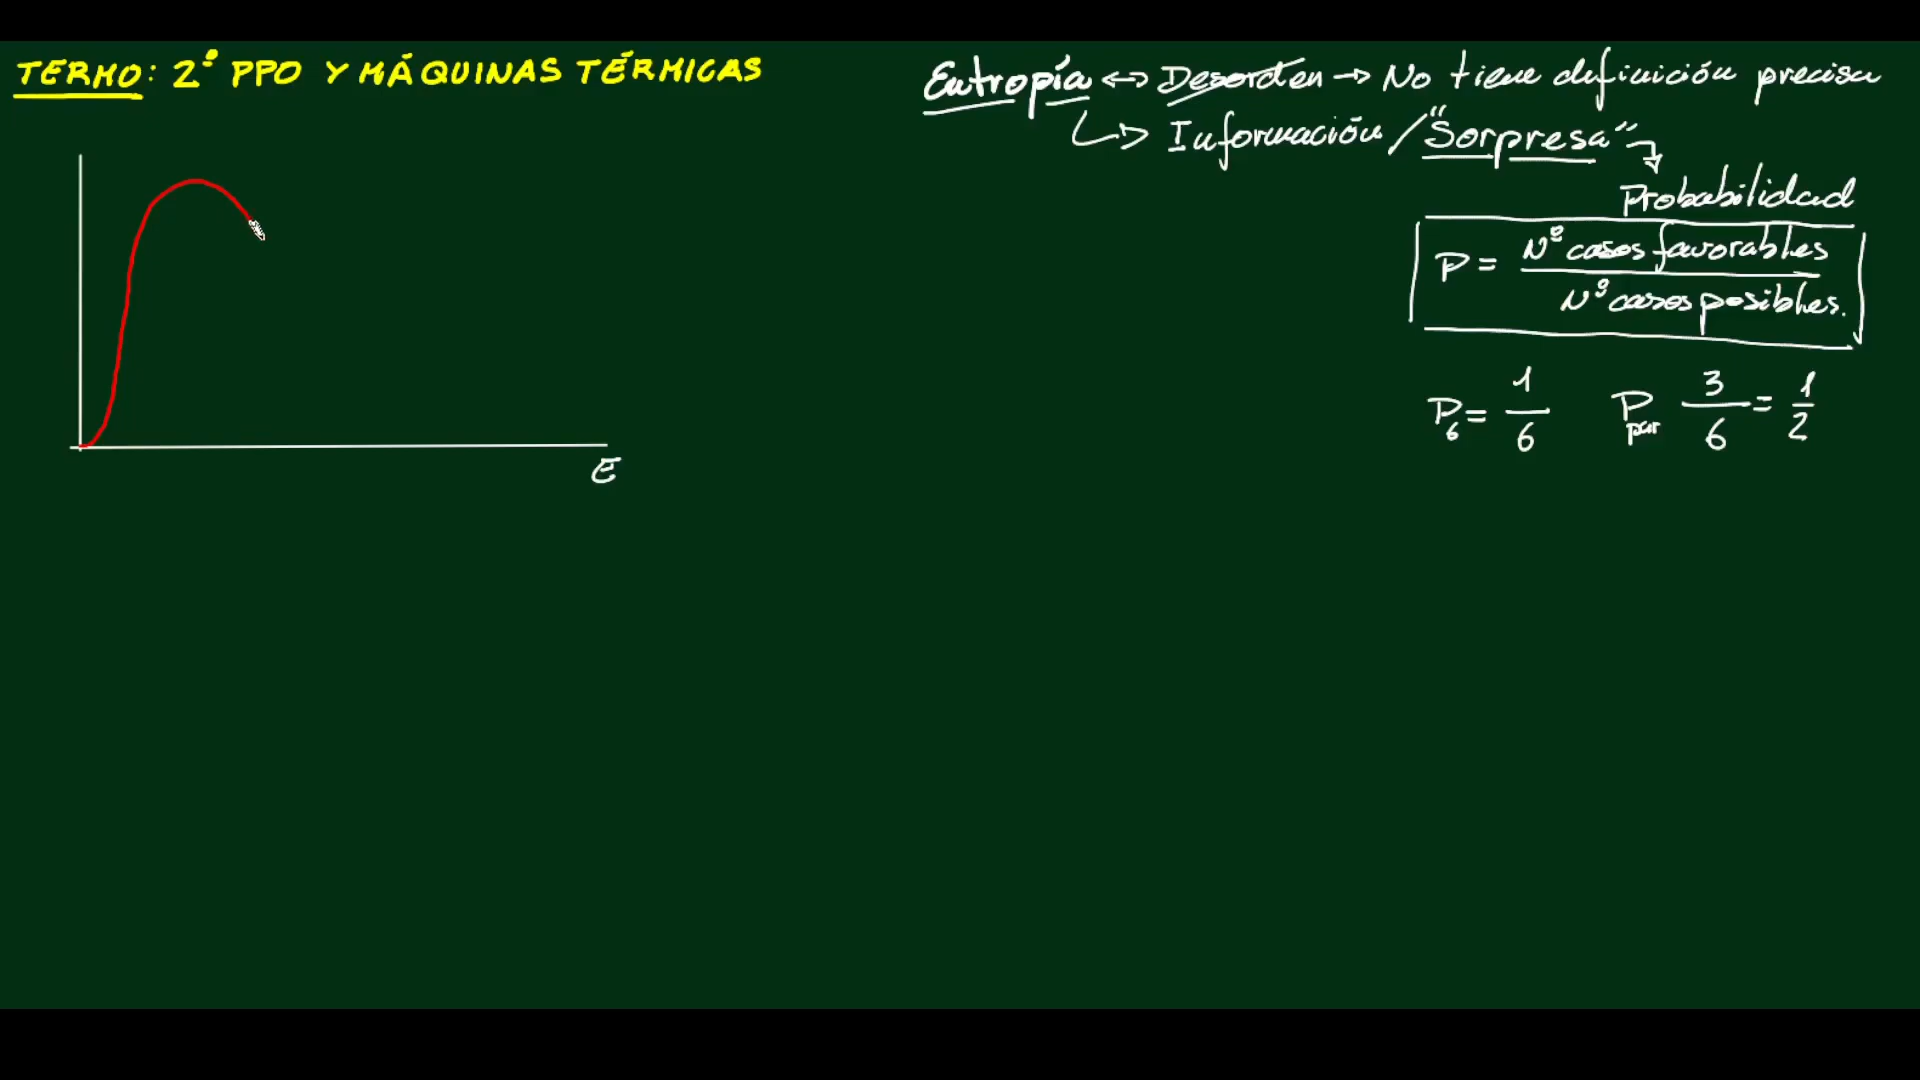 TERMO: 2º PPO Y MÁQUINAS TÉRMICAS
Entropía ↔ Desorden → No tiene definición precisa
↳ Información / "Sorpresa"
Probabilidad
P = Nº casos favorables / Nº casos posibles.
P₆ = 1/6 P par 3/6 = 1/2
E